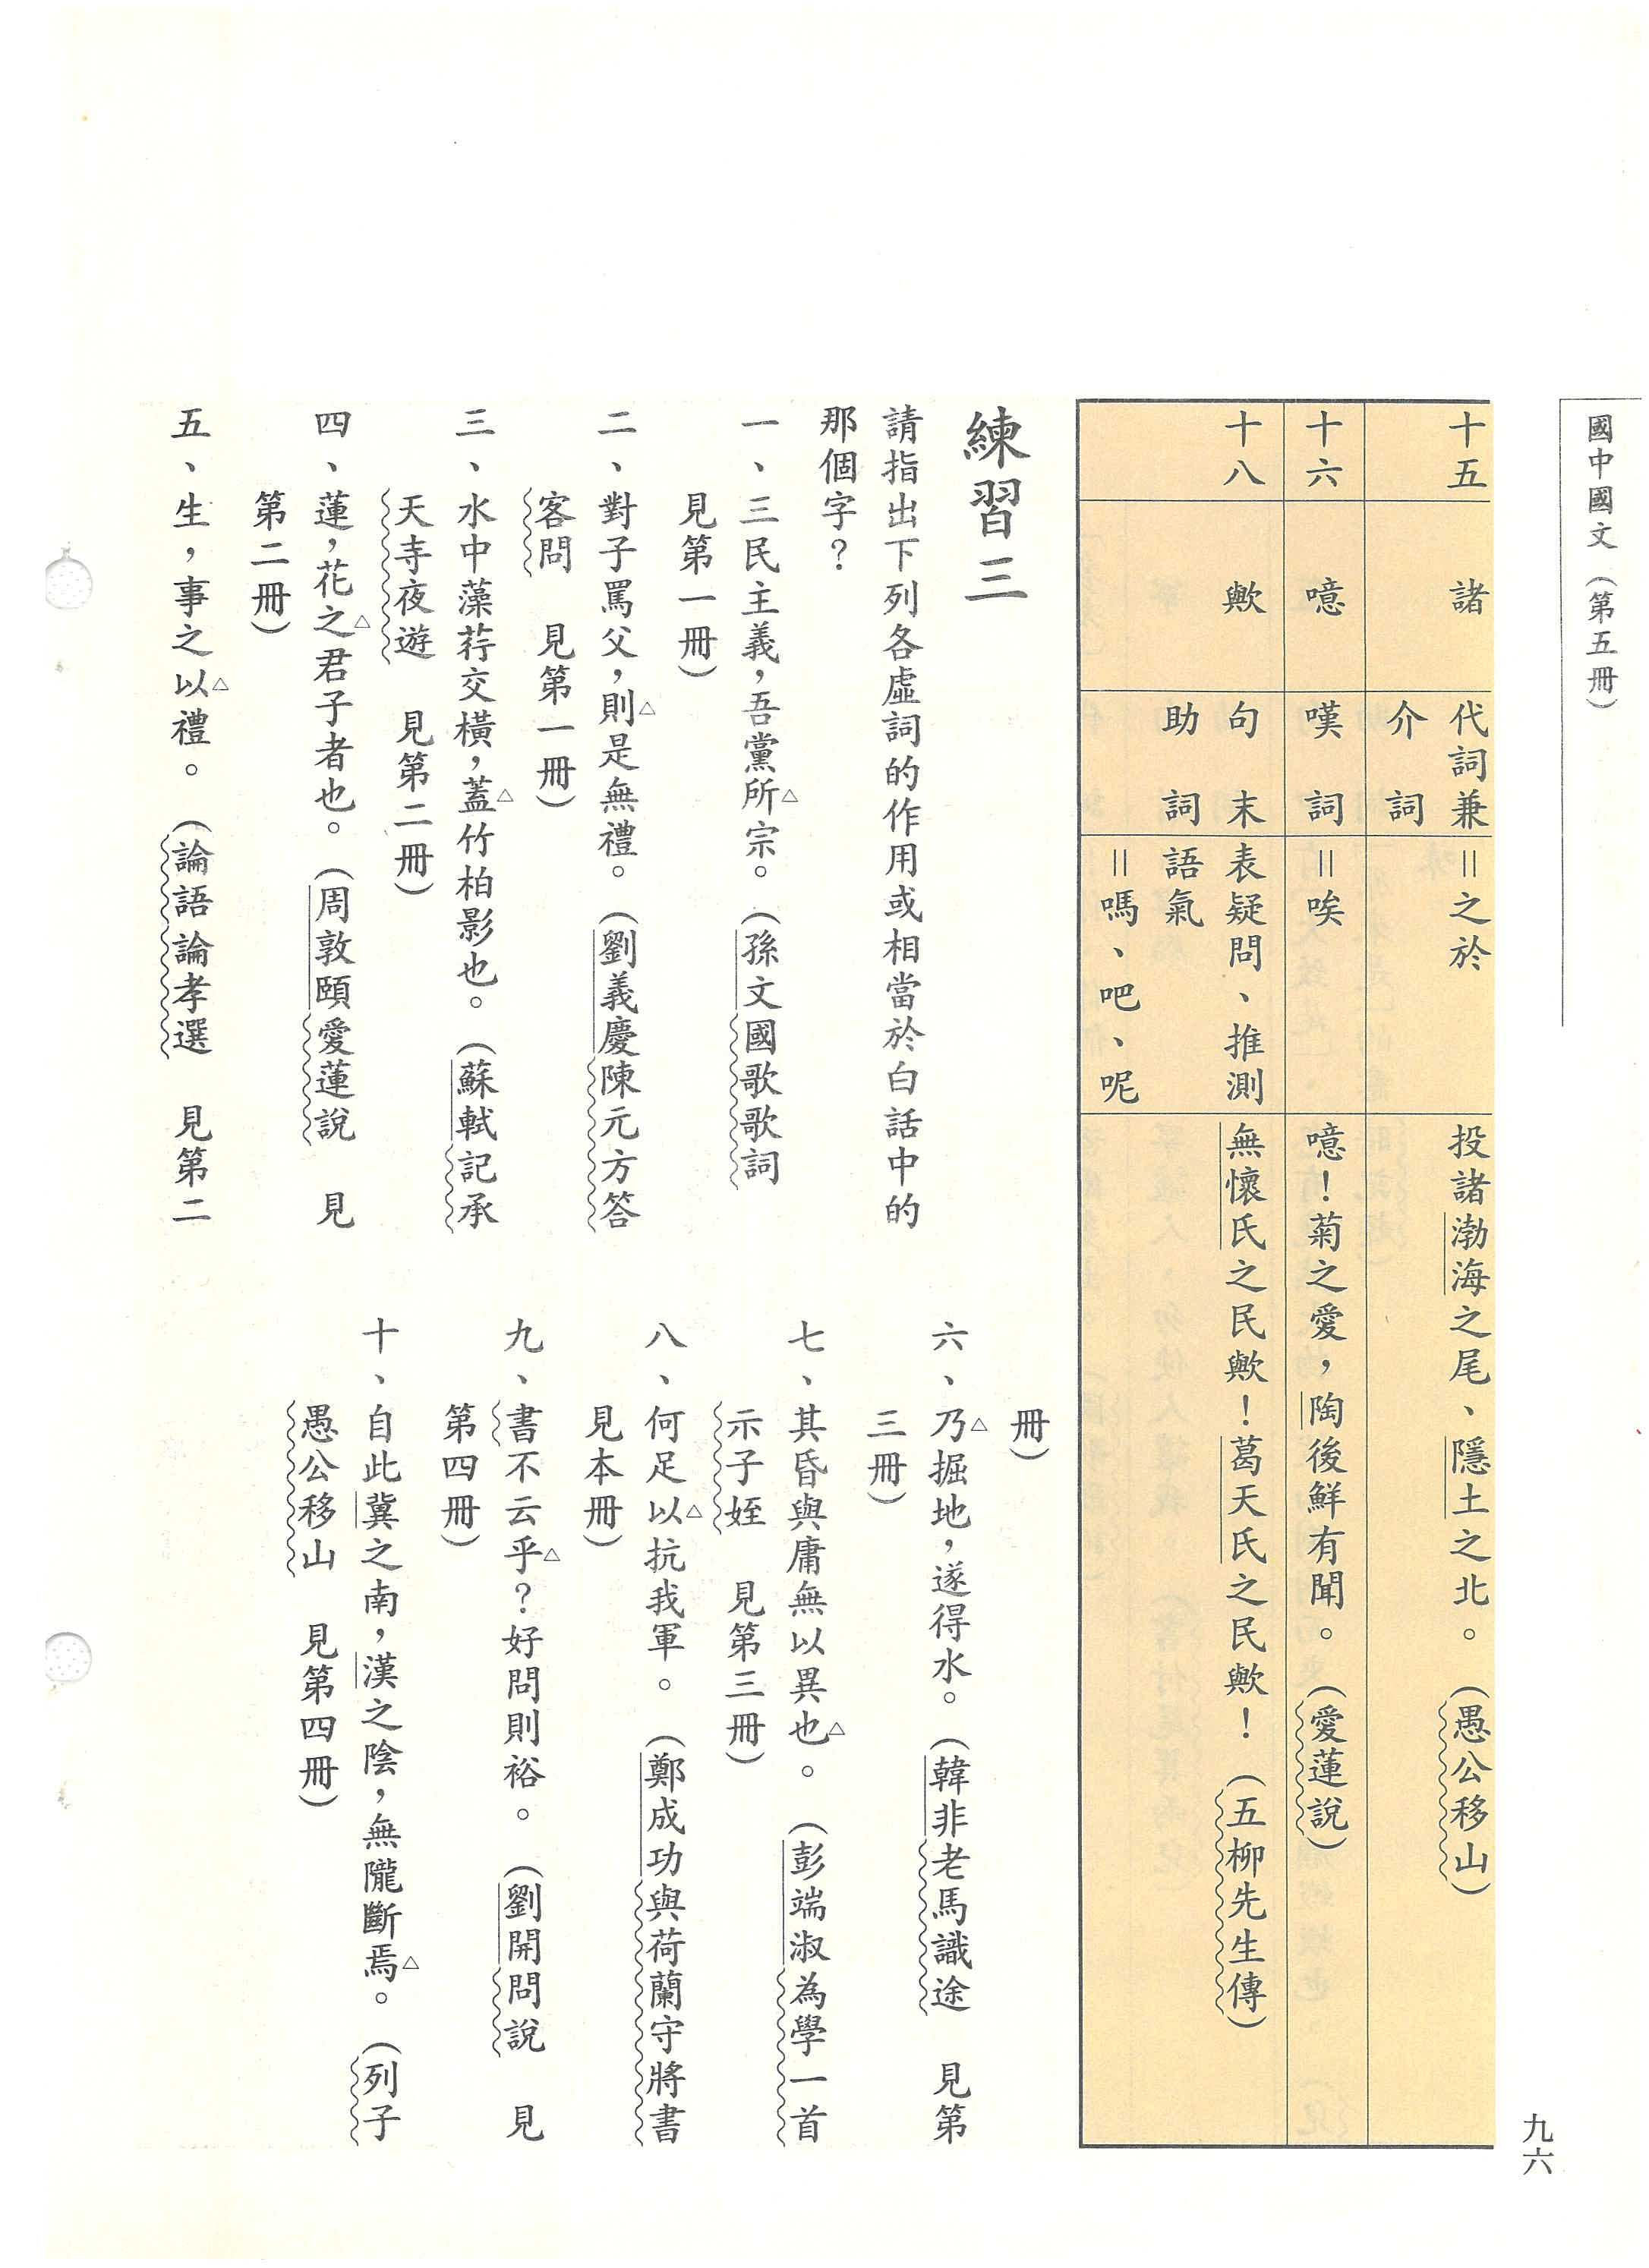 國中國文（第五冊）
九六
十五
諸
代詞兼
介詞
＝之於
投諸渤海之尾、隱土之北。（愚公移山）
十六
噫
嘆詞
＝唉
噫！菊之愛，陶後鮮有聞。（愛蓮說）
十八
歟
句末
助詞
表疑問、推測
語氣
＝嗎、吧、呢
無懷氏之民歟！葛天氏之民歟！（五柳先生傳）
練習三
請指出下列各虛詞的作用或相當於白話中的
那個字？
一、三民主義，吾黨所△宗。（孫文國歌歌詞
見第一冊）
二、對子罵父，則△是無禮。（劉義慶陳元方答
客問　見第一冊）
三、水中藻荇交橫，蓋△竹柏影也。（蘇軾記承
天寺夜遊　見第二冊）
四、蓮，花之△君子者也。（周敦頤愛蓮說　見
第二冊）
五、生，事之以△禮。（論語論孝選　見第二
冊）
六、乃△掘地，遂得水。（韓非老馬識途　見第
三冊）
七、其昏與庸無以異也△。（彭端淑為學一首
示子姪　見第三冊）
八、何足以△抗我軍。（鄭成功與荷蘭守將書
見本冊）
九、書不云乎△？好問則裕。（劉開問說　見
第四冊）
十、自此冀之南，漢之陰，無隴斷焉△。（列子
愚公移山　見第四冊）